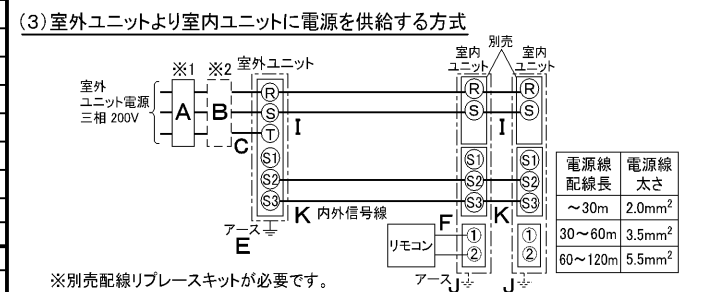 (3)室外ユニットより室内ユニットに電源を供給する方式
別売
※1 ※2 室外ユニット 室内ユニット 室内ユニット
室外
ユニット電源
三相 200V
A B C
R R R
S I S I S
T
S1 S1 S1
S2 S2 S2
S3 S3 S3
K 内外信号線 F K
アース
E
リモコン
① ①
② ②
アース J J
電源線配線長 電源線太さ
~30m 2.0mm²
30~60m 3.5mm²
60~120m 5.5mm²
※別売配線リプレースキットが必要です。